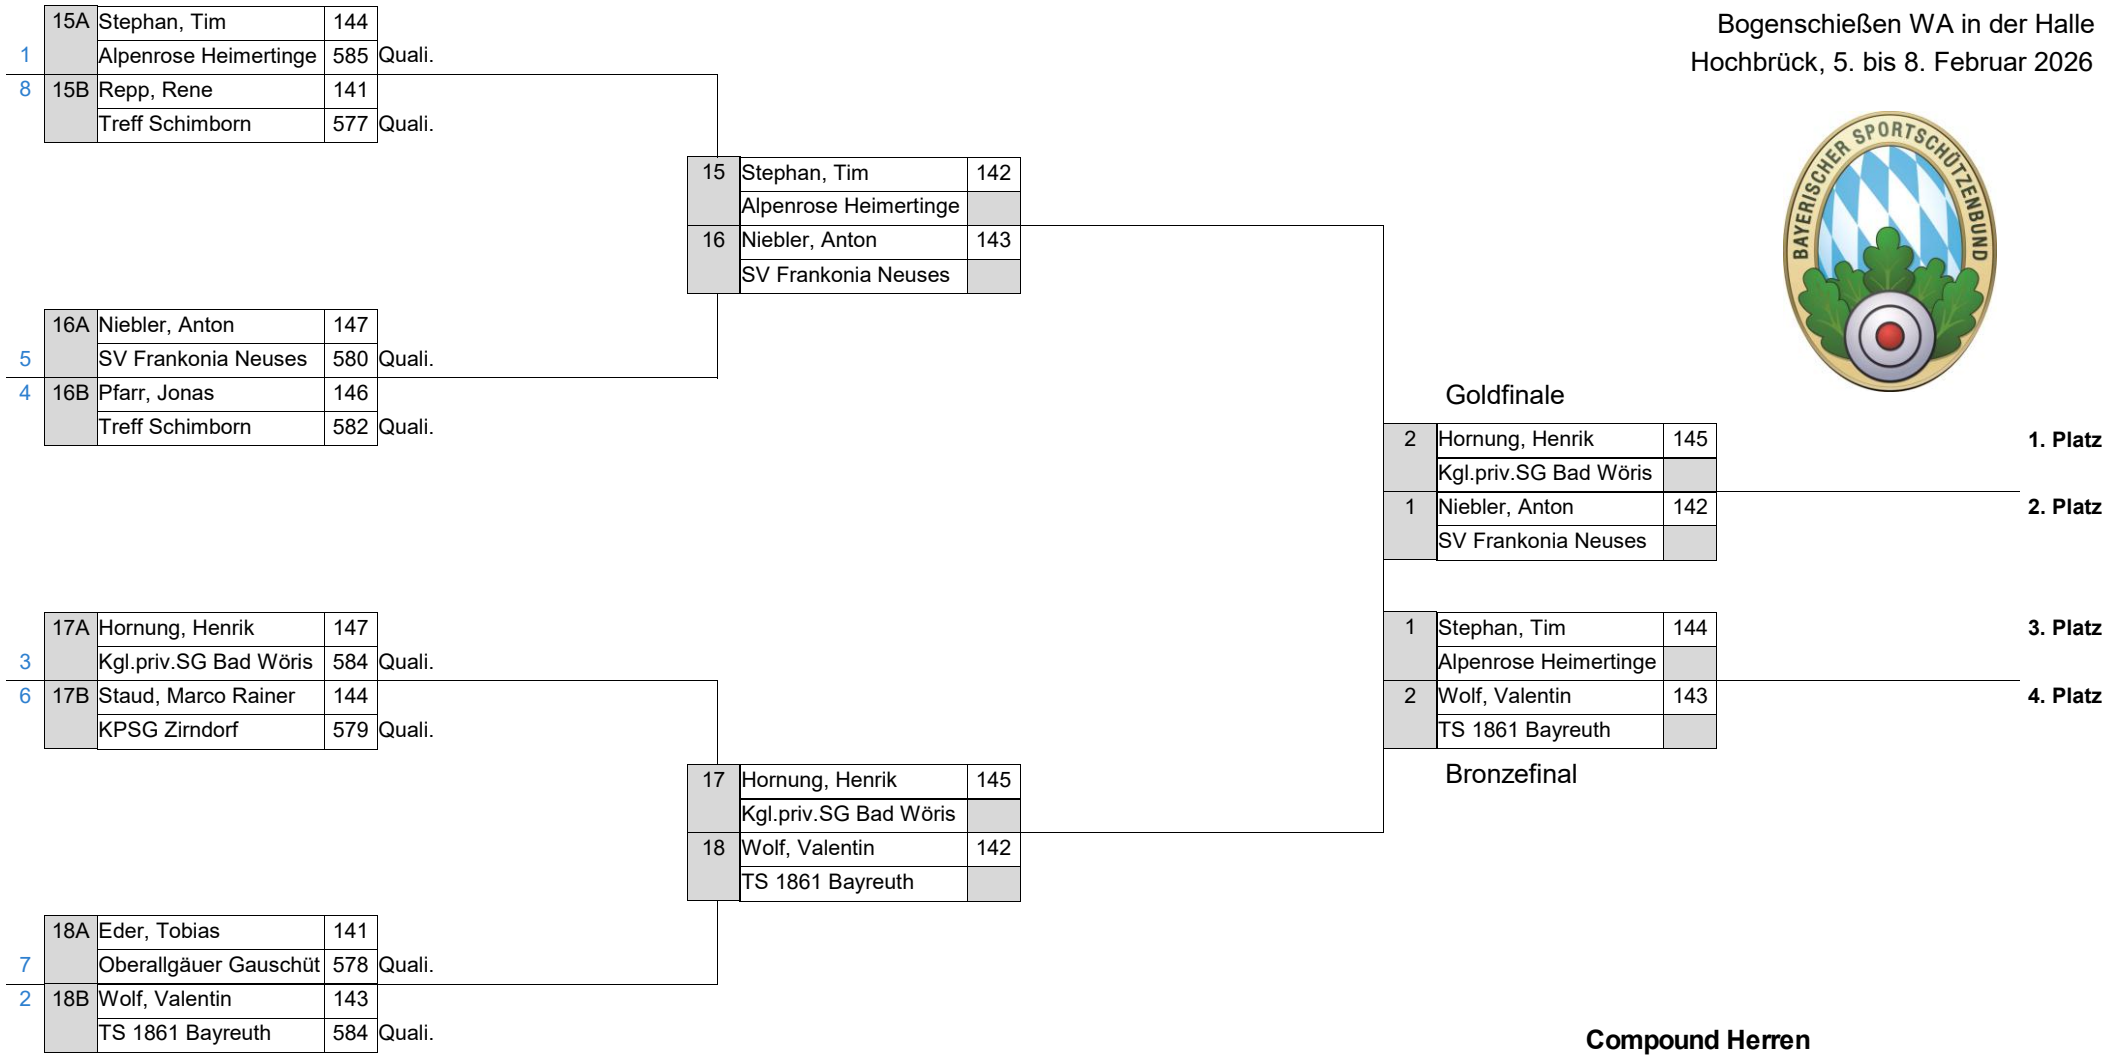 Bogenschießen WA in der Halle
Hochbrück, 5. bis 8. Februar 2026
BAYERISCHER SPORTSCHÜTZENBUND
15A Stephan, Tim 144
1 Alpenrose Heimertinge 585 Quali.
8 15B Repp, Rene 141
Treff Schimborn 577 Quali.
15 Stephan, Tim 142
Alpenrose Heimertinge
16 Niebler, Anton 143
SV Frankonia Neuses
16A Niebler, Anton 147
5 SV Frankonia Neuses 580 Quali.
4 16B Pfarr, Jonas 146
Treff Schimborn 582 Quali.
Goldfinale
2 Hornung, Henrik 145 1. Platz
Kgl.priv.SG Bad Wöris
1 Niebler, Anton 142 2. Platz
SV Frankonia Neuses
17A Hornung, Henrik 147
3 Kgl.priv.SG Bad Wöris 584 Quali.
6 17B Staud, Marco Rainer 144
KPSG Zirndorf 579 Quali.
1 Stephan, Tim 144 3. Platz
Alpenrose Heimertinge
2 Wolf, Valentin 143 4. Platz
TS 1861 Bayreuth
Bronzefinal
17 Hornung, Henrik 145
Kgl.priv.SG Bad Wöris
18 Wolf, Valentin 142
TS 1861 Bayreuth
18A Eder, Tobias 141
7 Oberallgäuer Gauschüt 578 Quali.
2 18B Wolf, Valentin 143
TS 1861 Bayreuth 584 Quali.
Compound Herren